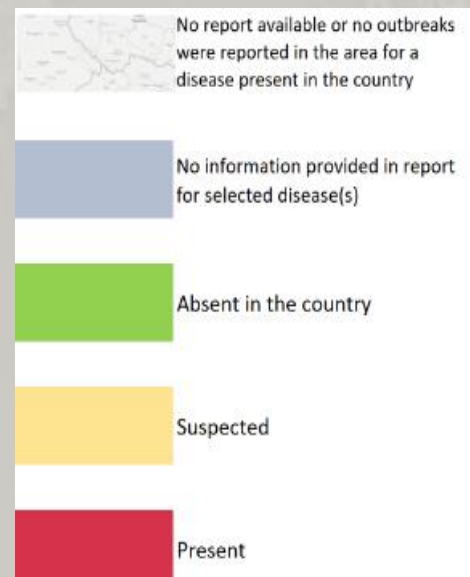 No report available or no outbreaks
were reported in the area for a
disease present in the country
No information provided in report
for selected disease(s)
Absent in the country
Suspected
Present